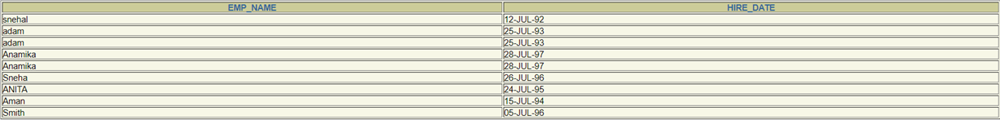 EMP_NAME HIRE_DATE
snehal 12-JUL-92
adam 25-JUL-93
adam 25-JUL-93
Anamika 28-JUL-97
Anamika 28-JUL-97
Sneha 26-JUL-96
ANITA 24-JUL-95
Aman 15-JUL-94
Smith 05-JUL-96